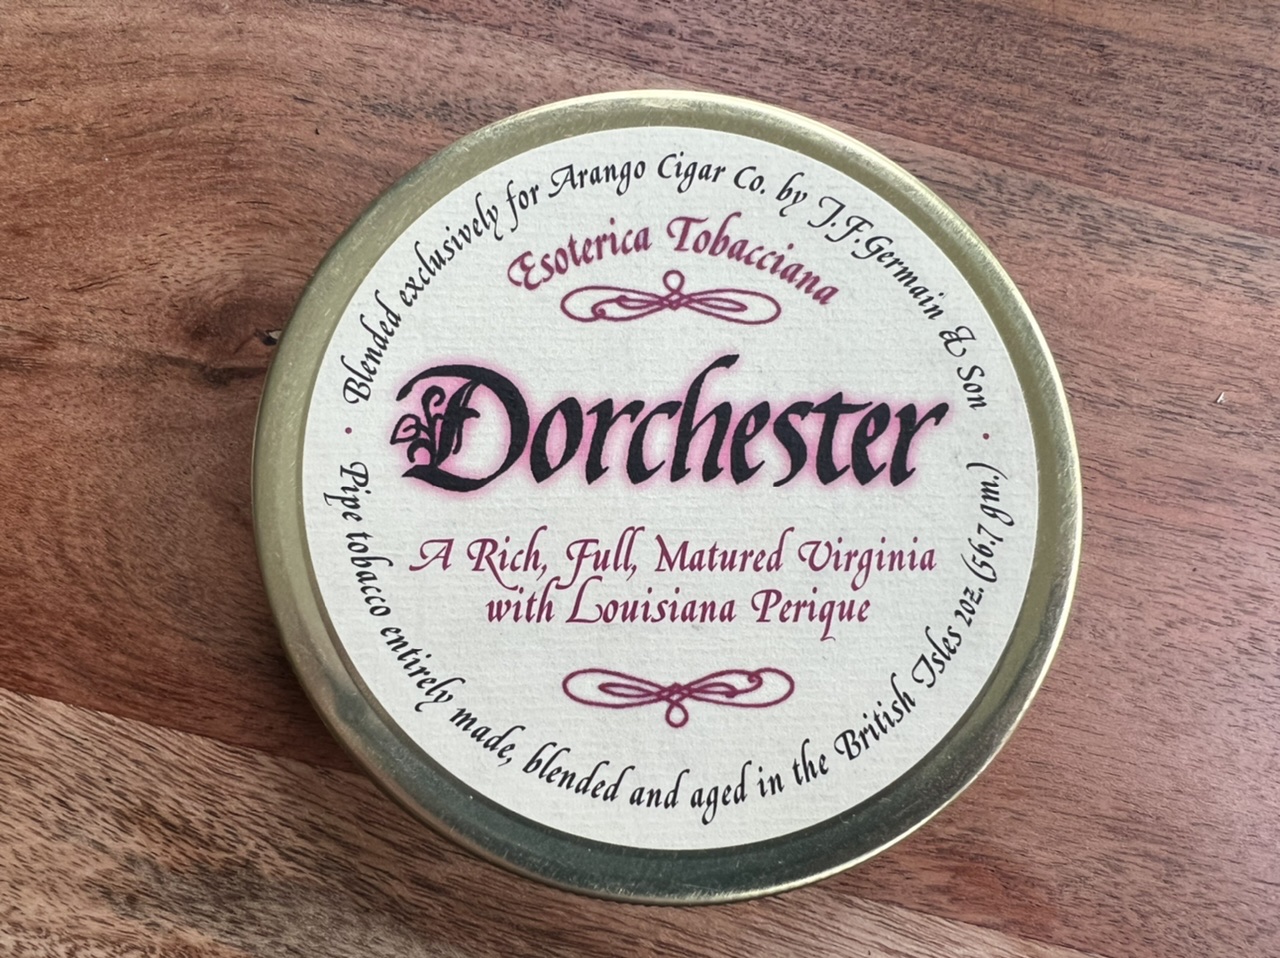 Blended exclusively for Arango Cigar Co. by J.F.Germain & Son
Esoterica Tobacciana
Dorchester
A Rich, Full, Matured Virginia
with Louisiana Perique
Pipe tobacco entirely made, blended and aged in the British Isles 2oz. (56.7 gm.)